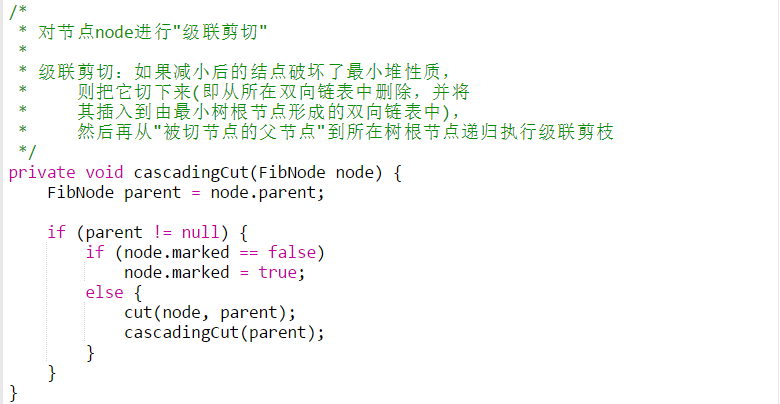 /*
 * 对节点node进行"级联剪切"
 *
 * 级联剪切：如果减小后的结点破坏了最小堆性质，
 *     则把它切下来(即从所在双向链表中删除，并将
 *     其插入到由最小树根节点形成的双向链表中)，
 *     然后再从"被切节点的父节点"到所在树根节点递归执行级联剪枝
 */
private void cascadingCut(FibNode node) {
    FibNode parent = node.parent;

    if (parent != null) {
        if (node.marked == false)
            node.marked = true;
        else {
            cut(node, parent);
            cascadingCut(parent);
        }
    }
}